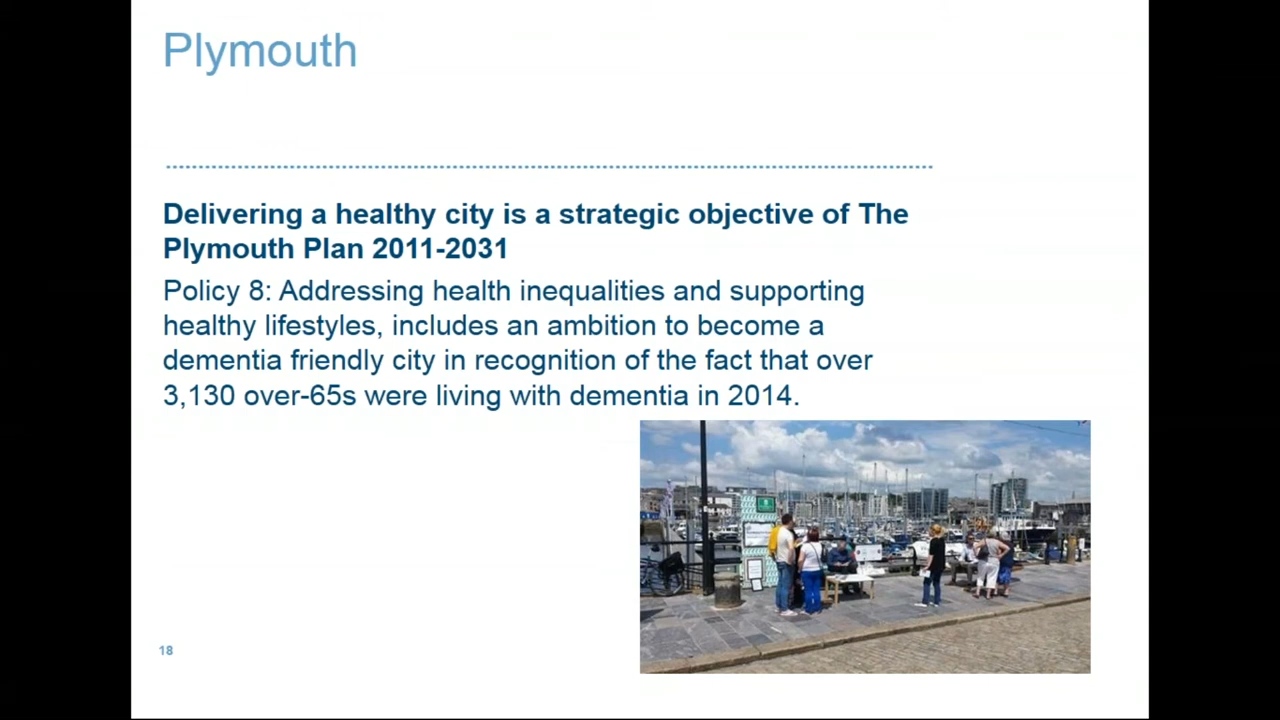 Plymouth
Delivering a healthy city is a strategic objective of The
Plymouth Plan 2011-2031
Policy 8: Addressing health inequalities and supporting
healthy lifestyles, includes an ambition to become a
dementia friendly city in recognition of the fact that over
3,130 over-65s were living with dementia in 2014.
18